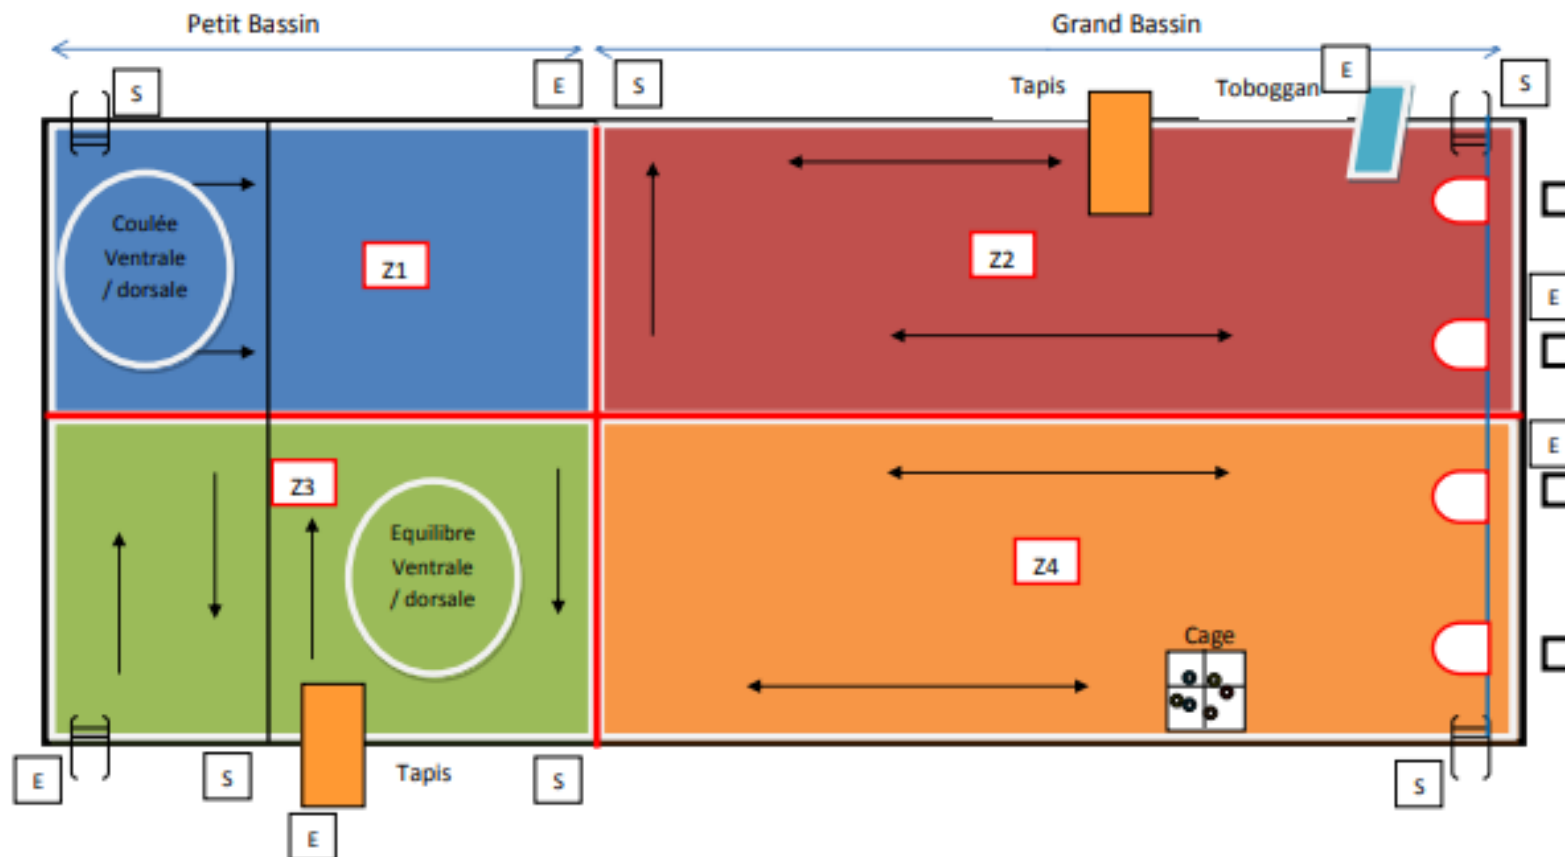 Petit Bassin
Grand Bassin
S
E
S
Tapis
Toboggan
E
S
Coulée
Ventrale
/ dorsale
Z1
Z2
E
E
Z3
Equilibre
Ventrale
/ dorsale
Z4
Cage
E
S
Tapis
S
S
E